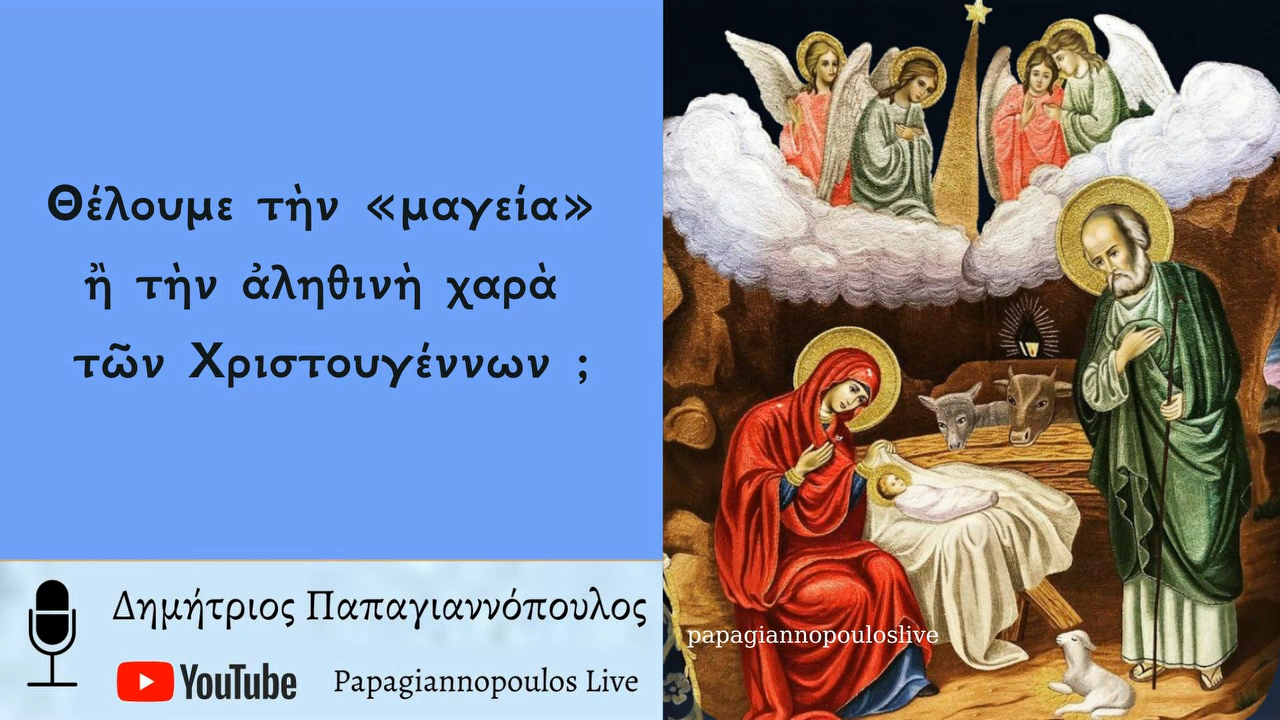 Θέλουμε τὴν «μαγεία»
ἢ τὴν ἀληθινὴ χαρὰ
τῶν Χριστουγέννων ;
Δημήτριος Παπαγιαννόπουλος
YouTube Papagiannopoulos Live
papagiannopouloslive